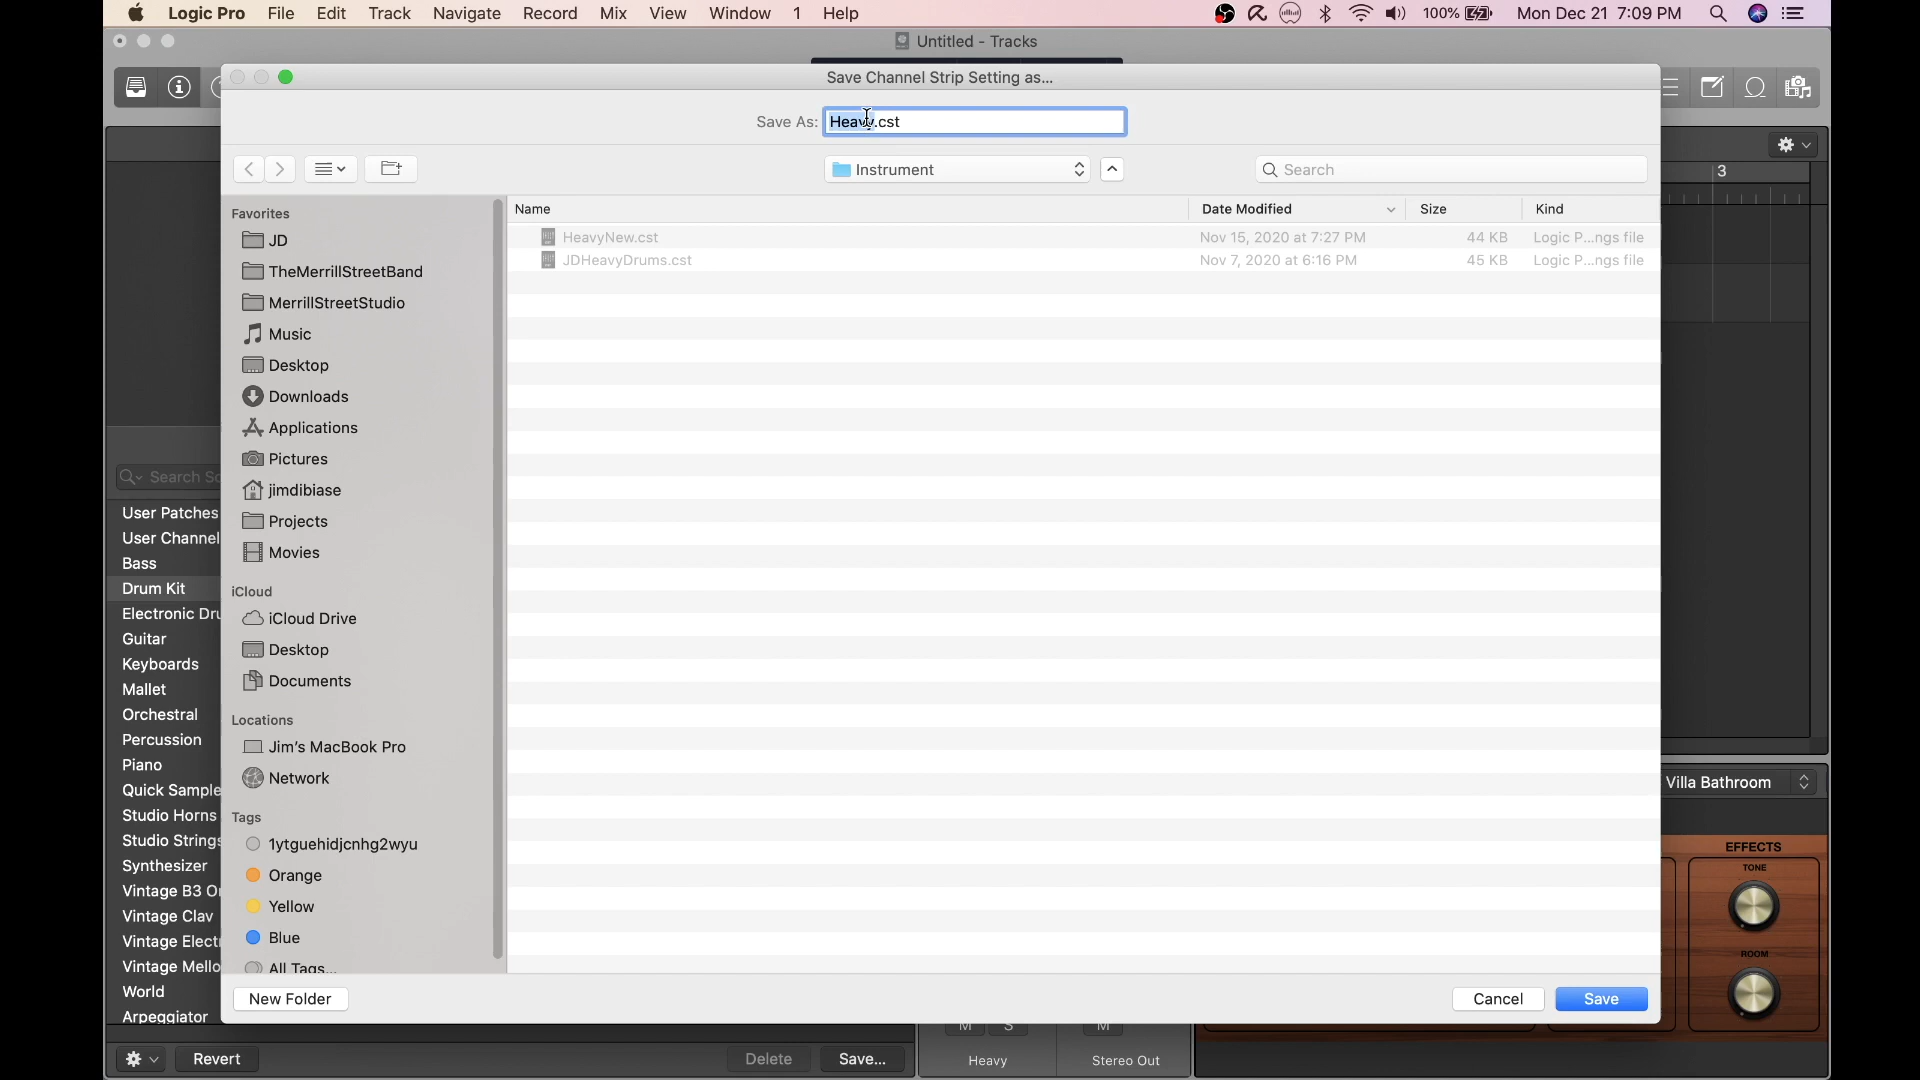 Logic Pro File Edit Track Navigate Record Mix View Window 1 Help 100% Mon Dec 21 7:09 PM
Untitled - Tracks
Save Channel Strip Setting as...
Save As: Heavy.cst
Instrument
Search
3
Favorites
JD
TheMerrillStreetBand
MerrillStreetStudio
Music
Desktop
Downloads
Applications
Pictures
jimdibiase
Projects
Movies
iCloud
iCloud Drive
Desktop
Documents
Locations
Jim's MacBook Pro
Network
Tags
1ytguehidjcnhg2wyu
Orange
Yellow
Blue
All Tags...
Name Date Modified Size Kind
HeavyNew.cst Nov 15, 2020 at 7:27 PM 44 KB Logic P...ngs file
JDHeavyDrums.cst Nov 7, 2020 at 6:16 PM 45 KB Logic P...ngs file
New Folder Cancel Save
Search So
User Patches
User Channel
Bass
Drum Kit
Electronic Dru
Guitar
Keyboards
Mallet
Orchestral
Percussion
Piano
Quick Sample
Studio Horns
Studio Strings
Synthesizer
Vintage B3 O
Vintage Clav
Vintage Elect
Vintage Mello
World
Arpeggiator
Revert Delete Save...
M S M
Heavy Stereo Out
Villa Bathroom
EFFECTS
TONE
ROOM